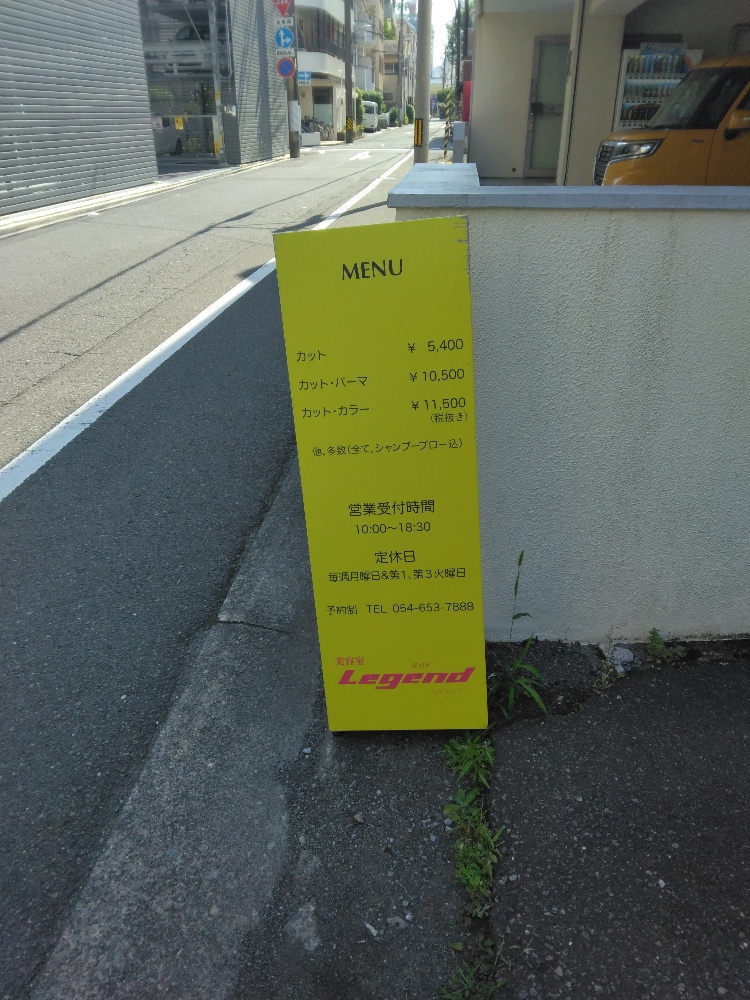 MENU
カット ¥ 5,400
カット・パーマ ¥ 10,500
カット・カラー ¥ 11,500
(税抜き)
他、多数(全て、シャンプーブロー込)
営業受付時間
10:00〜18:30
定休日
毎週月曜日&第1、第3火曜日
予約制 TEL 054-653-7888
美容室 HAIR
Legend